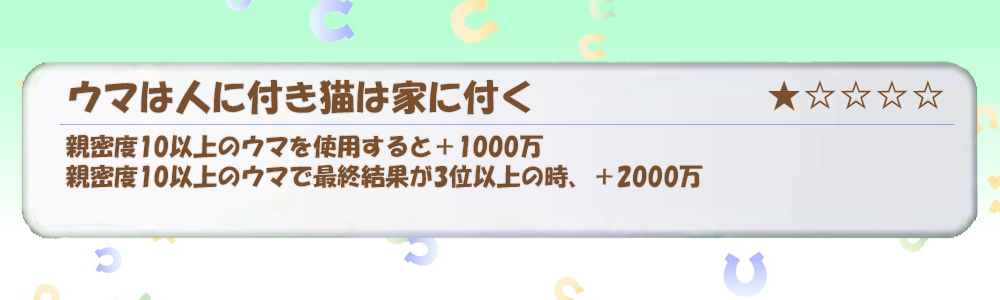 ウマは人に付き猫は家に付く ★☆☆☆☆
親密度10以上のウマを使用すると＋1000万
親密度10以上のウマで最終結果が3位以上の時、＋2000万